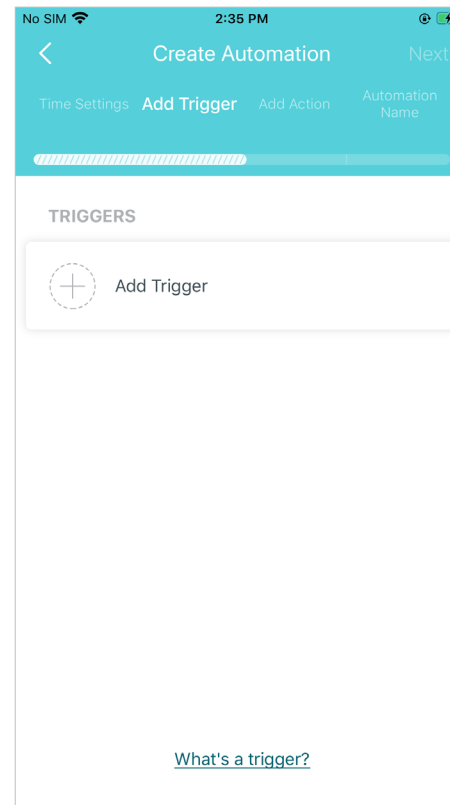 No SIM 2:35 PM
Create Automation Next
Time Settings Add Trigger Add Action Automation
Name
TRIGGERS
Add Trigger
What's a trigger?